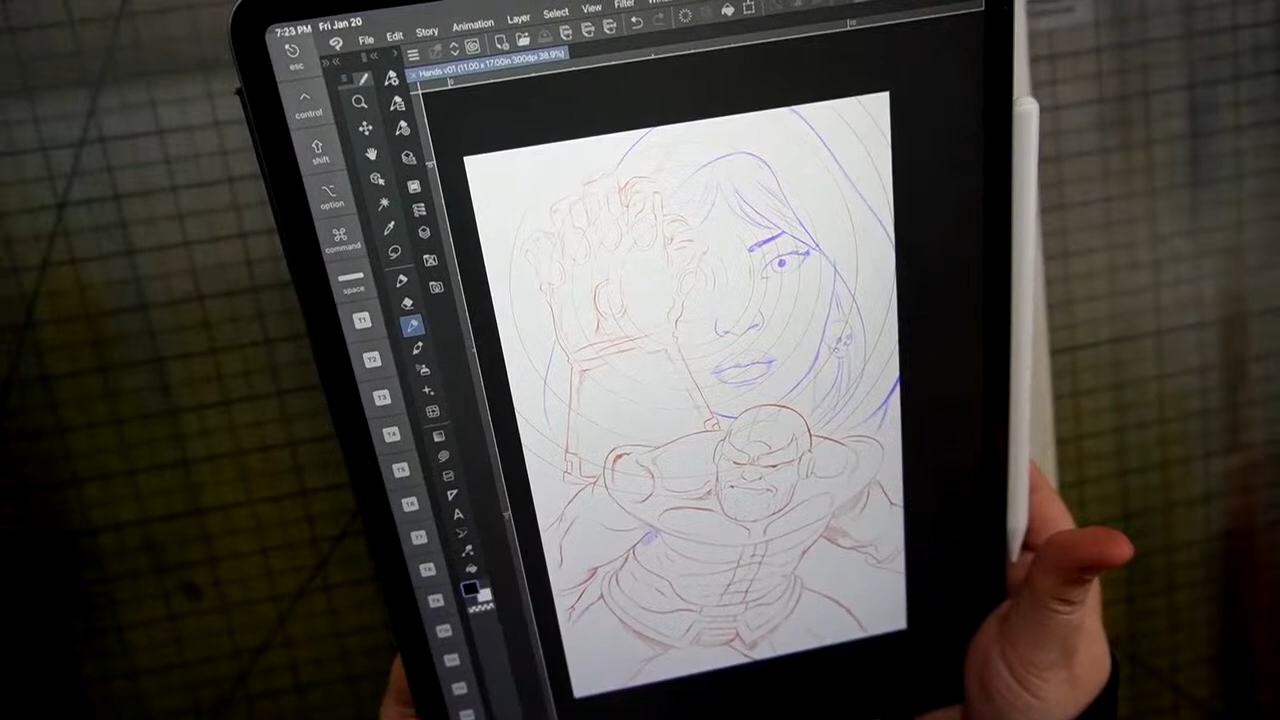 7:23 PM Fri Jan 20
File Edit Story Animation Layer Select View Filter
Hands v01 (11.00 x 17.00in 300dpi 38.9%)
esc
control
shift
option
command
space
T1
T2
T3
T4
T5
T6
T7
T8
T9
A